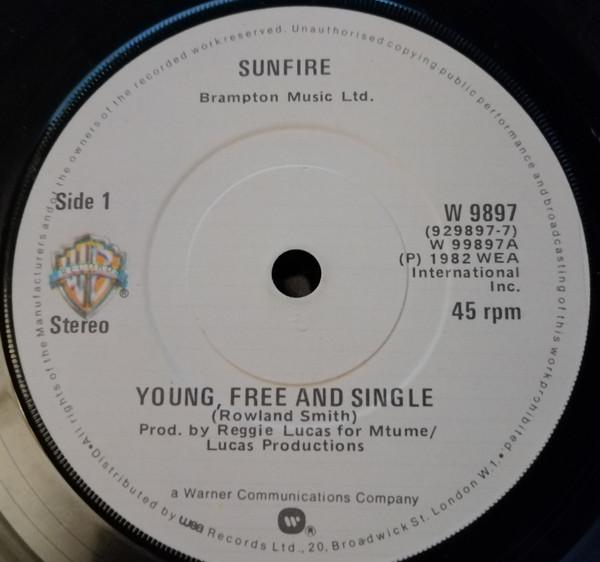 All rights of the Manufacturers and of the owners of the recorded work reserved. Unauthorised copying public performance and broadcasting of this work prohibited.
SUNFIRE
Brampton Music Ltd.
Side 1
W 9897
(929897-7)
W 99897A
(P) 1982 WEA
International
Inc.
Stereo
45 rpm
YOUNG, FREE AND SINGLE
(Rowland Smith)
Prod. by Reggie Lucas for Mtume/
Lucas Productions
a Warner Communications Company
•Distributed by wea Records Ltd., 20, Broadwick St. London W.1.•
®